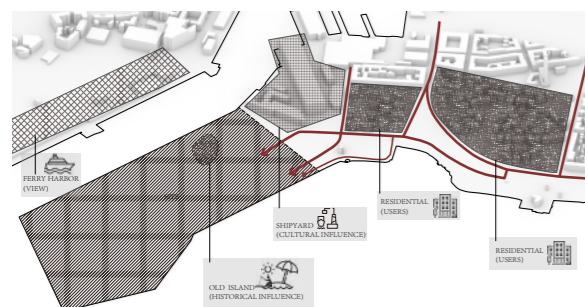 FERRY HARBOR
(VIEW)
SHIPYARD
(CULTURAL INFLUENCE)
RESIDENTIAL
(USERS)
RESIDENTIAL
(USERS)
OLD ISLAND
(HISTORICAL INFLUENCE)